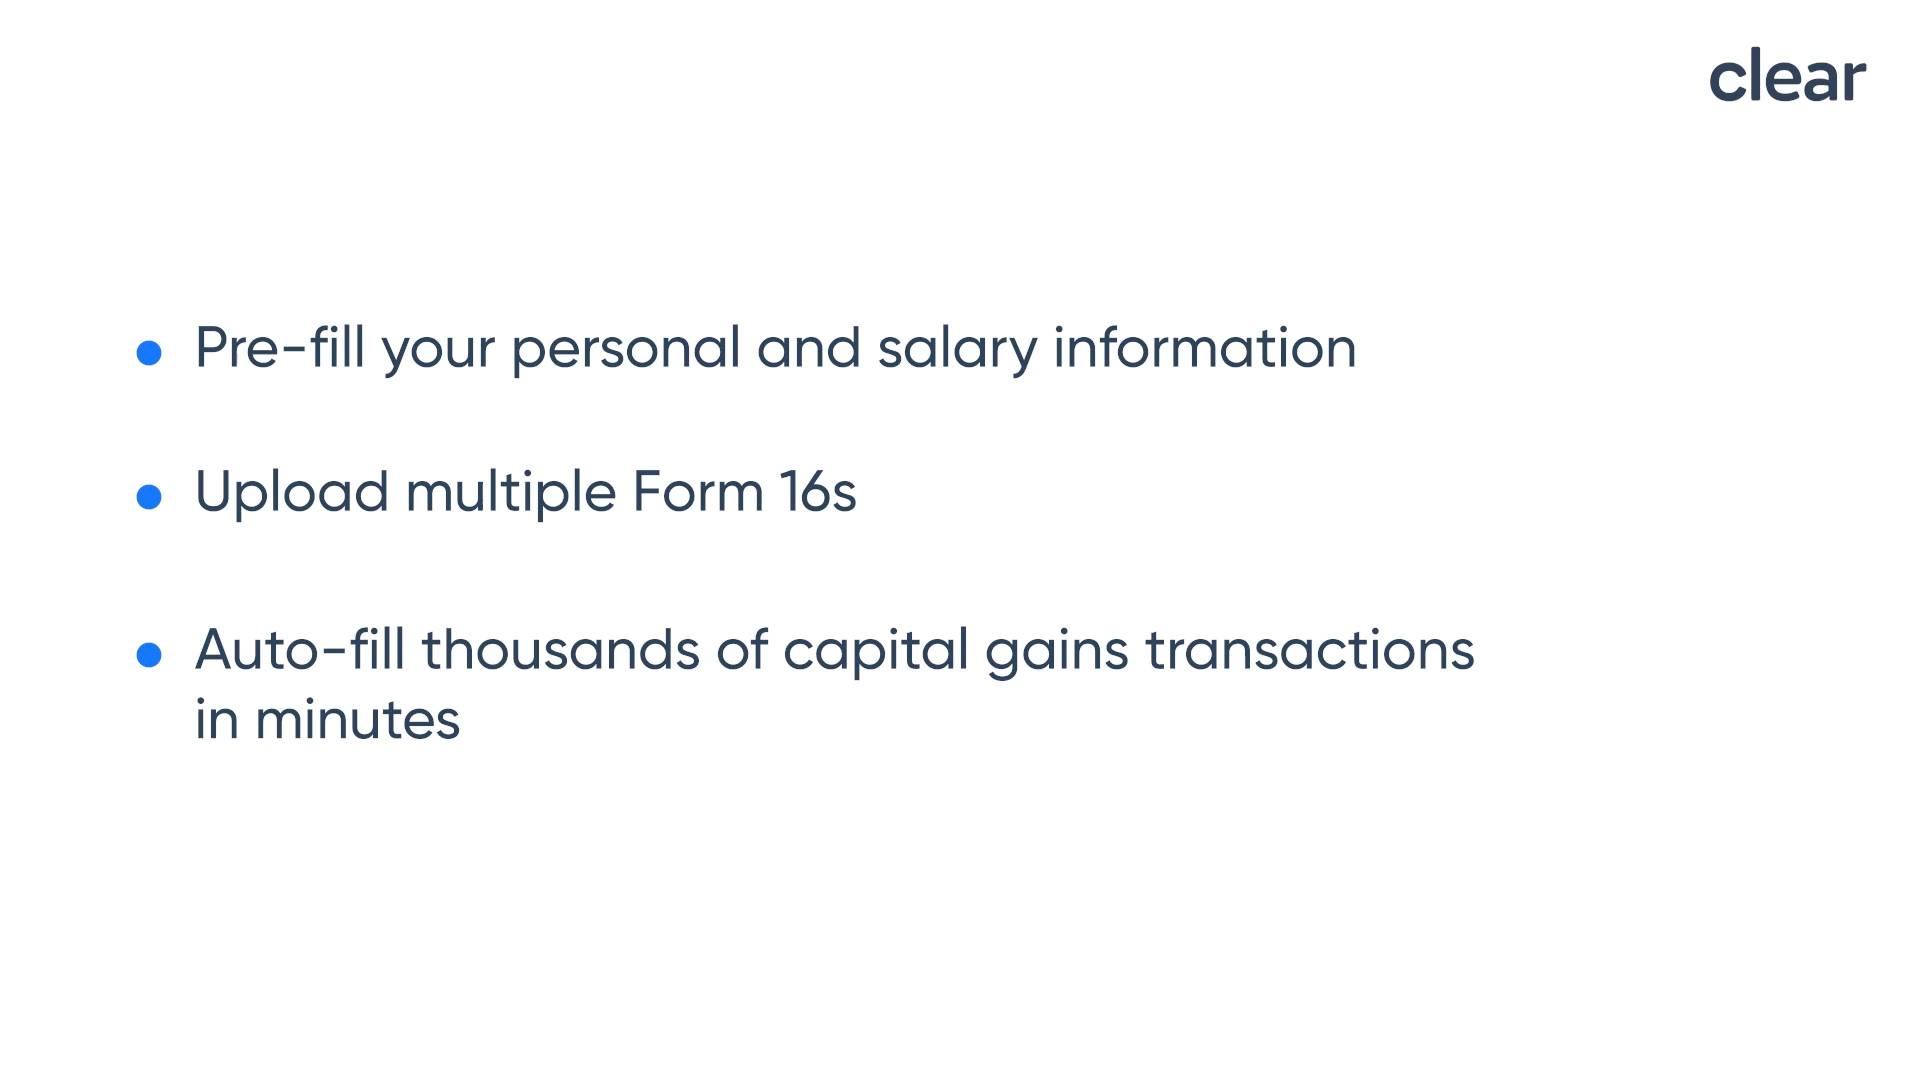 clear
Pre-fill your personal and salary information
Upload multiple Form 16s
Auto-fill thousands of capital gains transactions
in minutes